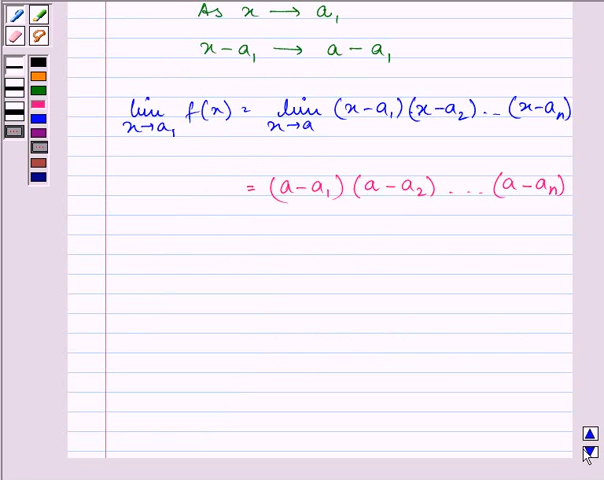 As x → a₁
x-a₁ → a-a₁
lim x→a₁ f(x) = lim x→a (x-a₁)(x-a₂)...(x-aₙ)
= (a-a₁)(a-a₂)....(a-aₙ)